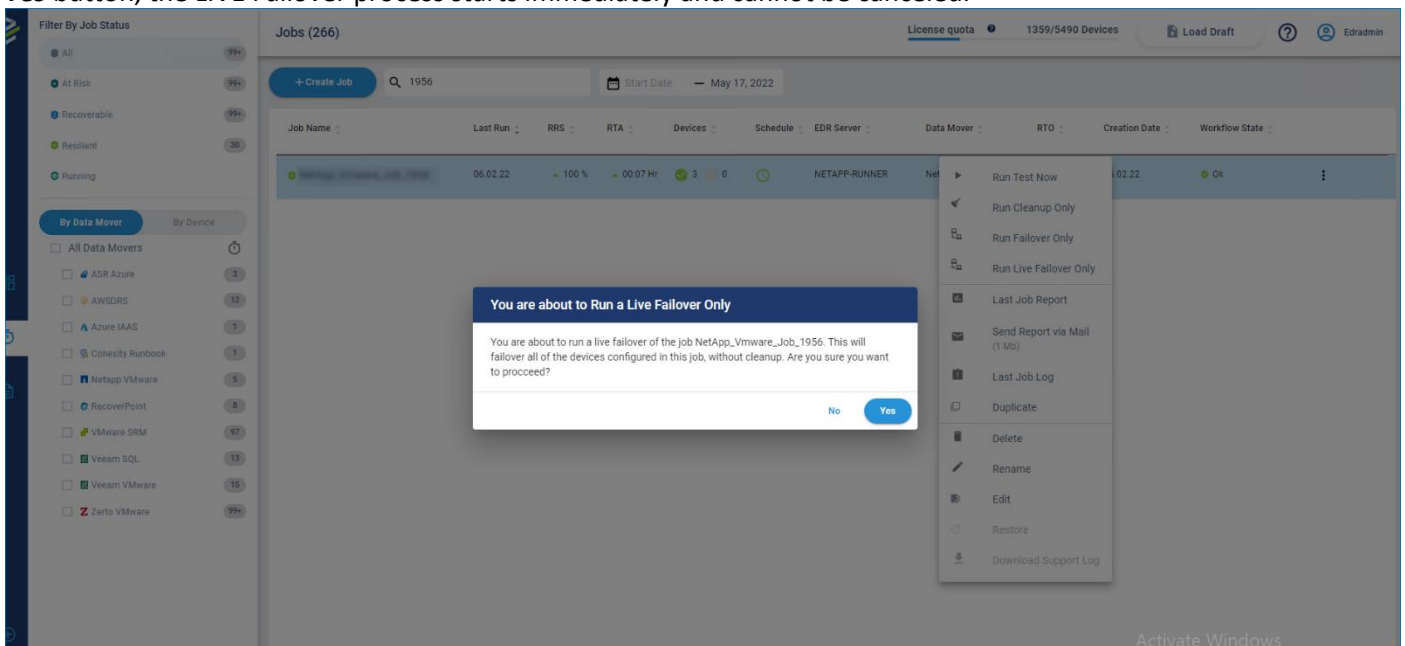 Yes button, the LIVE Failover process starts immediately and cannot be canceled.
Filter By Job Status
Jobs (266)
License quota ? 1359/5490 Devices
Load Draft
?
Edradmin
All 99+
At Risk 99+
Recoverable 99+
Resilient 30
Running
+ Create Job
1956
Start Date — May 17, 2022
Job Name Last Run RRS RTA Devices Schedule EDR Server Data Mover RTO Creation Date Workflow State
06.02.22 100 % 00:07 Hr 3 0 NETAPP-RUNNER Net .02.22 Ok
By Data Mover By Device
All Data Movers
ASR Azure 3
AWSDRS 12
Azure IAAS 1
Cohesity Runbook 1
Netapp VMware 5
RecoverPoint 8
VMware SRM 97
Veeam SQL 13
Veeam VMware 15
Zerto VMware 99+
Run Test Now
Run Cleanup Only
Run Failover Only
Run Live Failover Only
Last Job Report
Send Report via Mail
(1 Mb)
Last Job Log
Duplicate
Delete
Rename
Edit
Restore
Download Support Log
You are about to Run a Live Failover Only
You are about to run a live failover of the job NetApp_Vmware_Job_1956. This will
failover all of the devices configured in this job, without cleanup. Are you sure you want
to procceed?
No Yes
Activate Windows